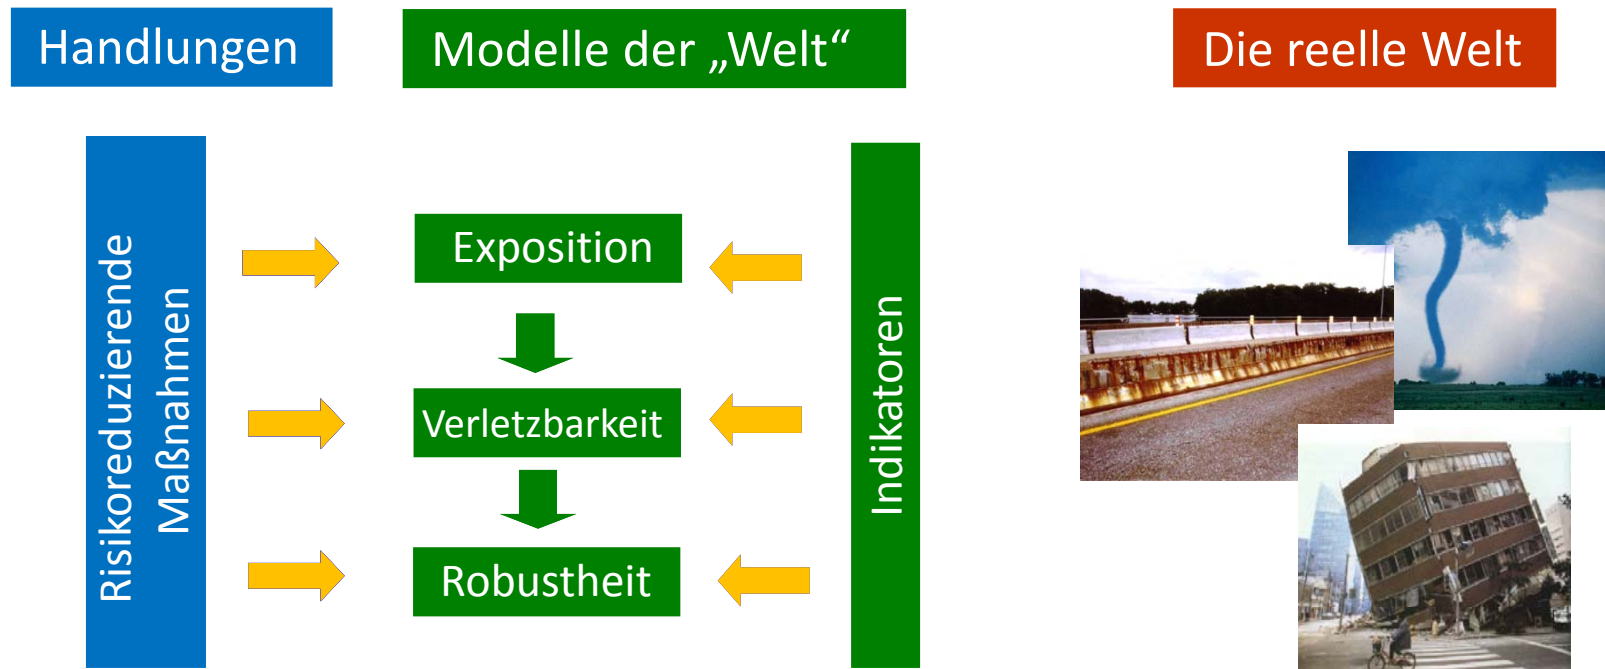 Handlungen
Modelle der „Welt“
Die reelle Welt
Risikoreduzierende
Maßnahmen
Exposition
Verletzbarkeit
Robustheit
Indikatoren